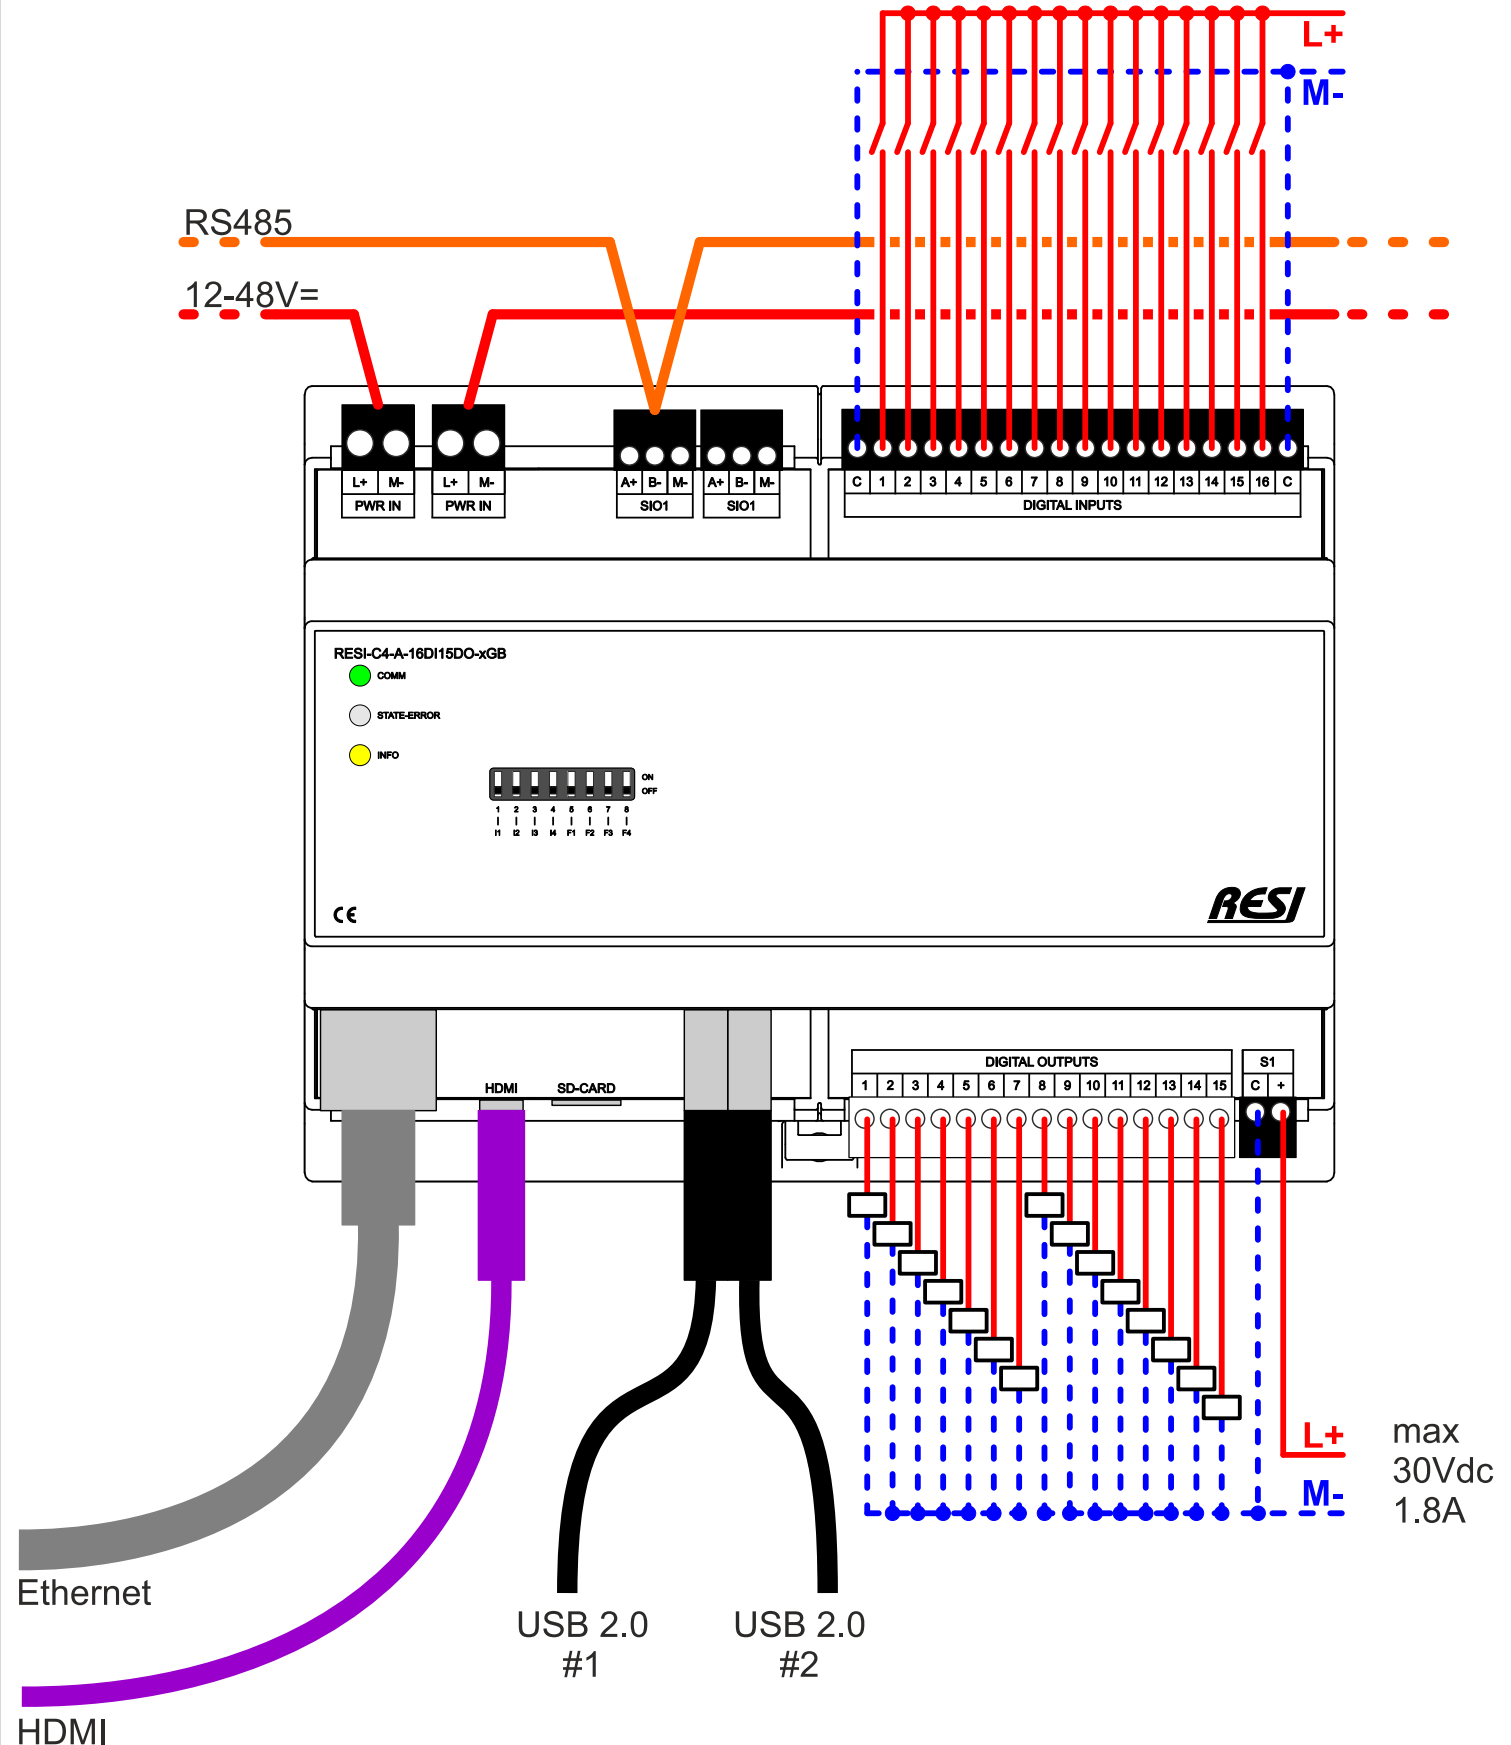 L+
M-
RS485
12-48V=
L+ M- L+ M- A+ B- M- A+ B- M- C 1 2 3 4 5 6 7 8 9 10 11 12 13 14 15 16 C
PWR IN PWR IN SIO1 SIO1 DIGITAL INPUTS
RESI-C4-A-16DI15DO-xGB
COMM
STATE-ERROR
INFO
ON
OFF
1 2 3 4 5 6 7 8
I1 I2 I3 I4 F1 F2 F3 F4
CE
RESI
DIGITAL OUTPUTS S1
HDMI SD-CARD 1 2 3 4 5 6 7 8 9 10 11 12 13 14 15 C +
L+
M-
max
30Vdc
1.8A
Ethernet
USB 2.0
#1
USB 2.0
#2
HDMI